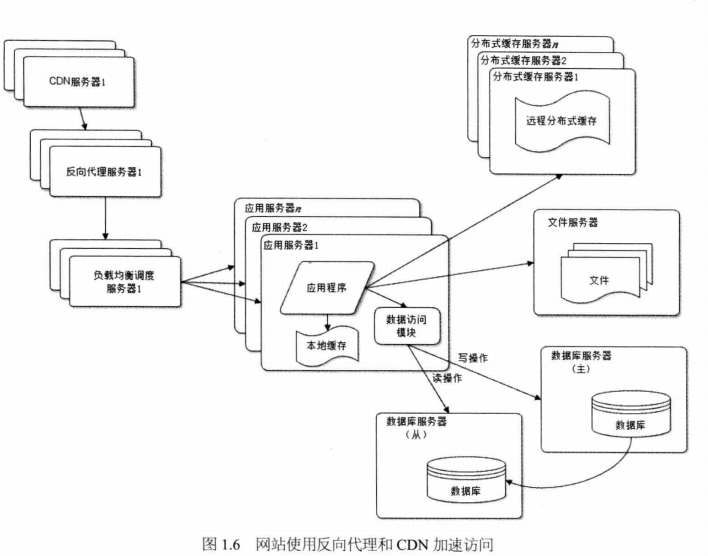 分布式缓存服务器n
分布式缓存服务器2
分布式缓存服务器1
远程分布式缓存
CDN服务器1
反向代理服务器1
负载均衡调度
服务器1
应用服务器n
应用服务器2
应用服务器1
应用程序
本地缓存
数据访问
模块
文件服务器
文件
写操作
读操作
数据库服务器
（主）
数据库
数据库服务器
（从）
数据库
图 1.6 网站使用反向代理和 CDN 加速访问